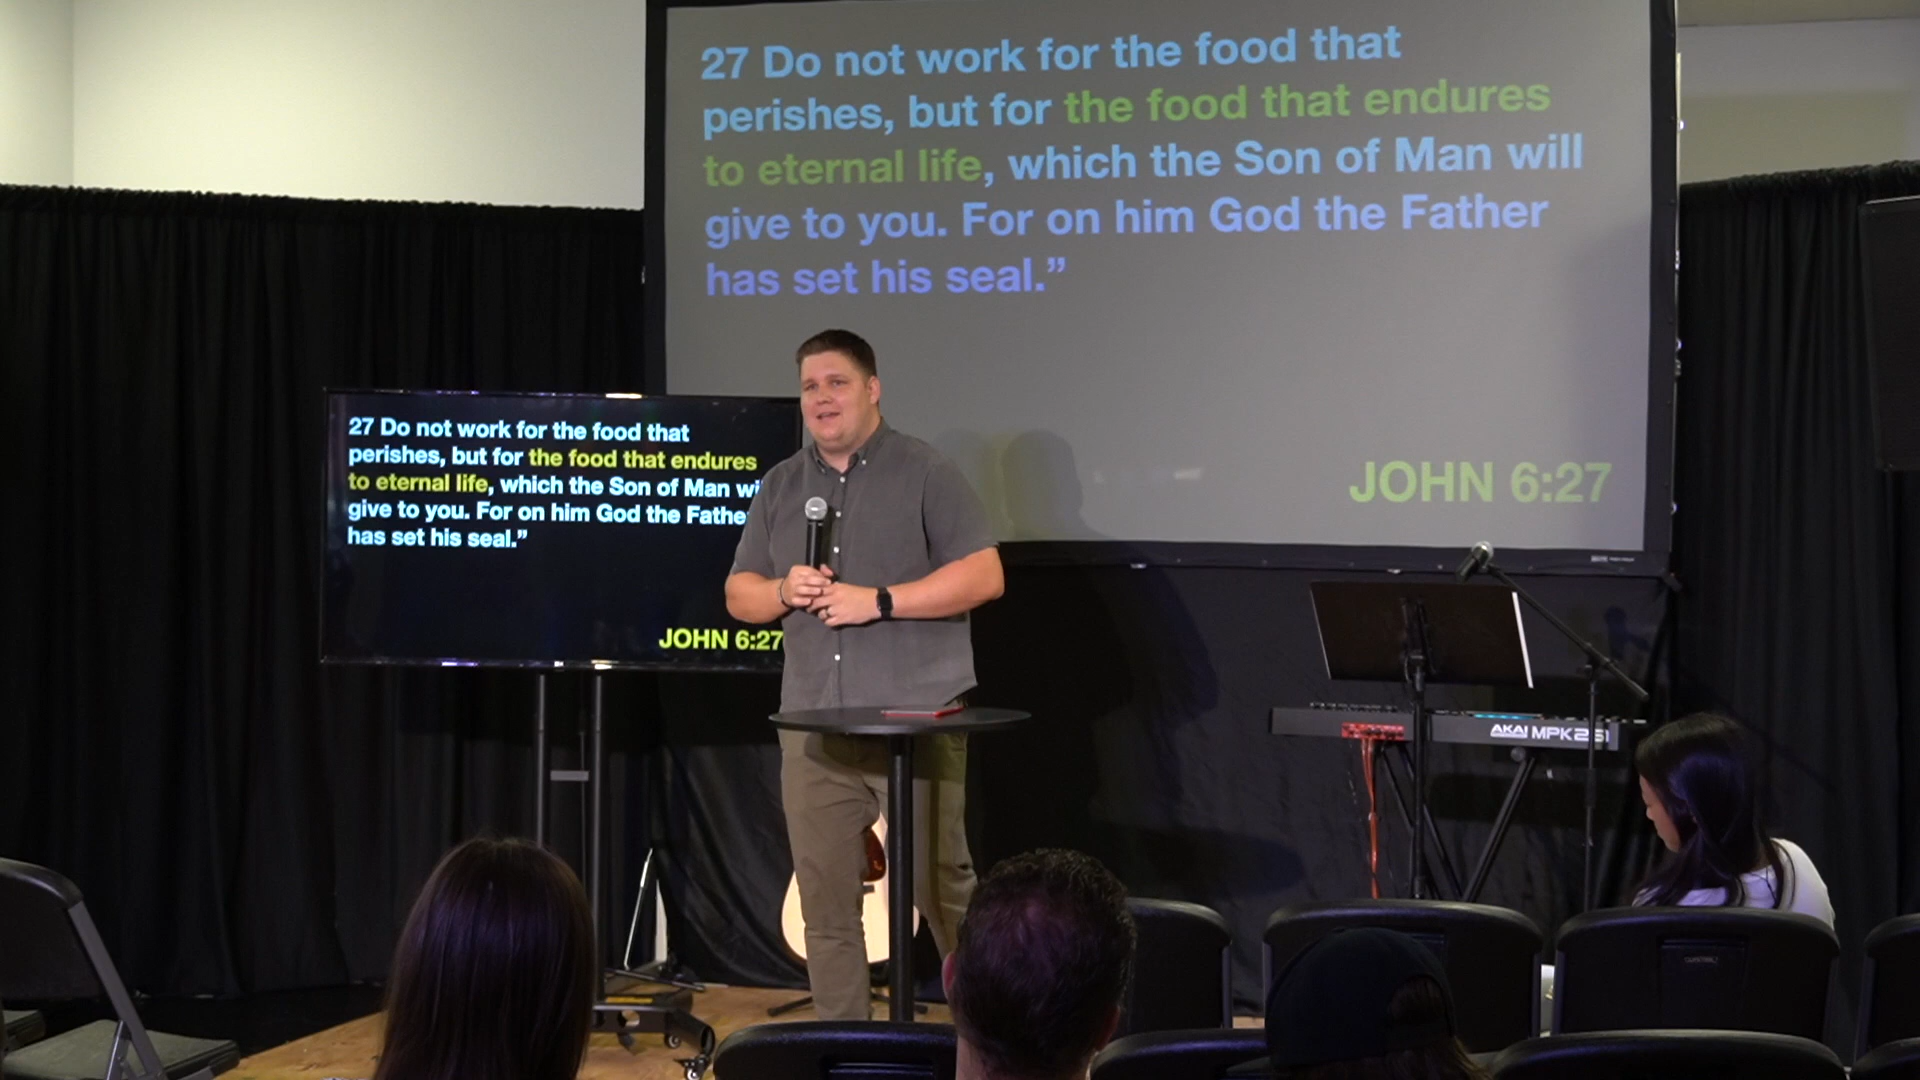 27 Do not work for the food that
perishes, but for the food that endures
to eternal life, which the Son of Man will
give to you. For on him God the Father
has set his seal.”
JOHN 6:27
27 Do not work for the food that
perishes, but for the food that endures
to eternal life, which the Son of Man wi
give to you. For on him God the Fathe
has set his seal.”
JOHN 6:27
AKAI MPK251